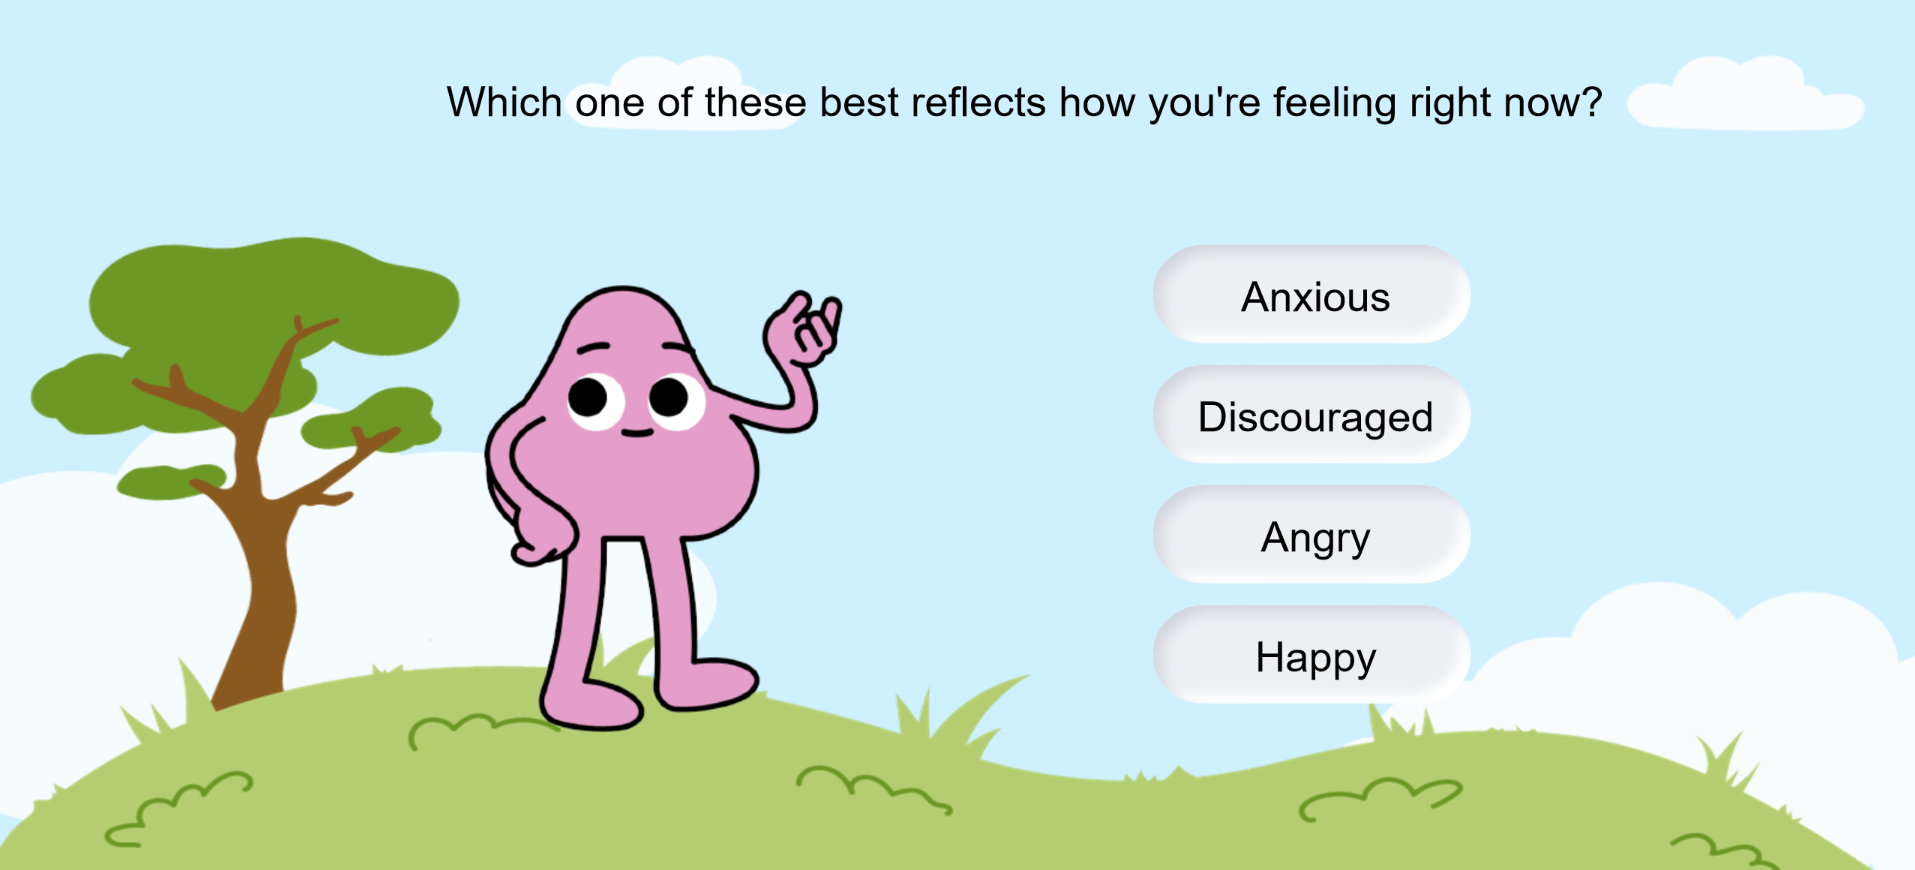 Which one of these best reflects how you're feeling right now?
Anxious
Discouraged
Angry
Happy